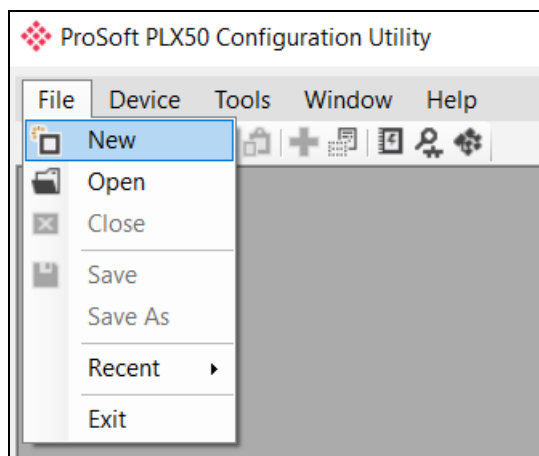 ProSoft PLX50 Configuration Utility
File Device Tools Window Help
New
Open
Close
Save
Save As
Recent
Exit